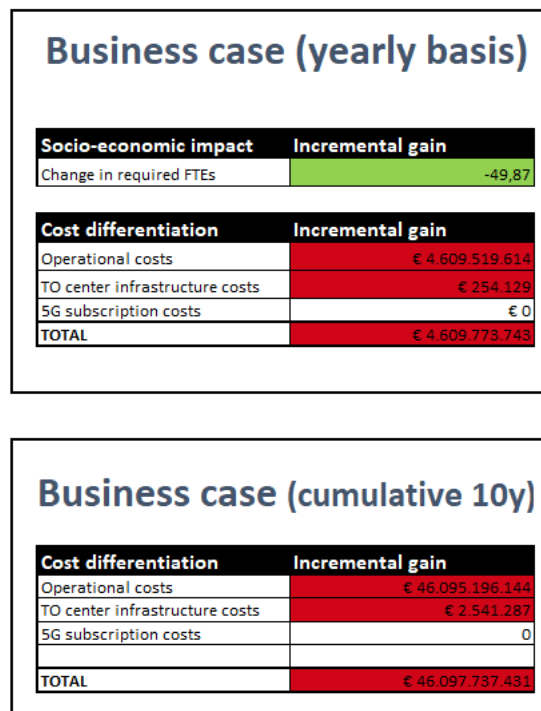 Business case (yearly basis)
Socio-economic impact Incremental gain
Change in required FTEs -49,87
Cost differentiation Incremental gain
Operational costs € 4.609.519.614
TO center infrastructure costs € 254.129
5G subscription costs € 0
TOTAL € 4.609.773.743
Business case (cumulative 10y)
Cost differentiation Incremental gain
Operational costs € 46.095.196.144
TO center infrastructure costs € 2.541.287
5G subscription costs 0
TOTAL € 46.097.737.431